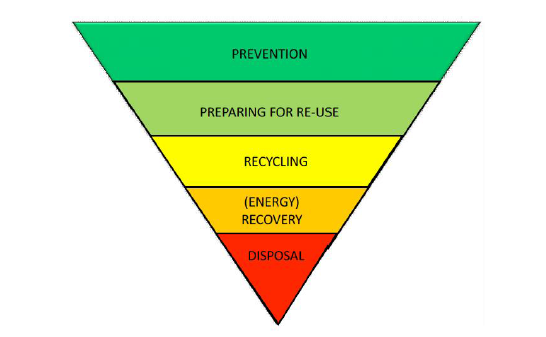 PREVENTION
PREPARING FOR RE-USE
RECYCLING
(ENERGY)
RECOVERY
DISPOSAL